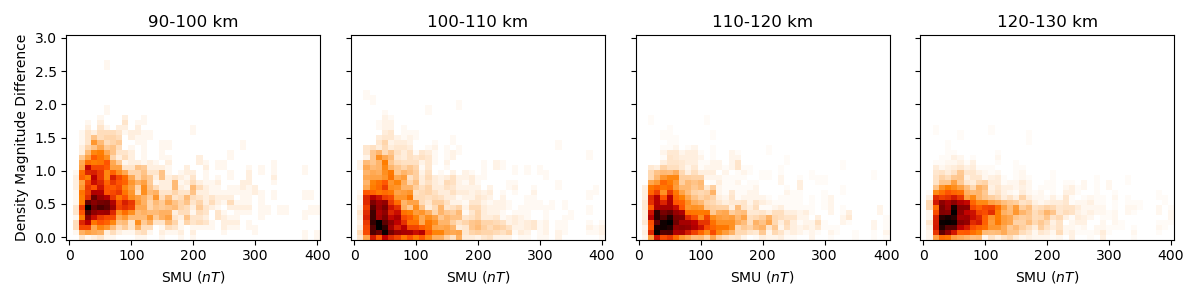 90-100 km
100-110 km
110-120 km
120-130 km
Density Magnitude Difference
3.0
2.5
2.0
1.5
1.0
0.5
0.0
0 100 200 300 400
0 100 200 300 400
0 100 200 300 400
0 100 200 300 400
SMU (nT)
SMU (nT)
SMU (nT)
SMU (nT)